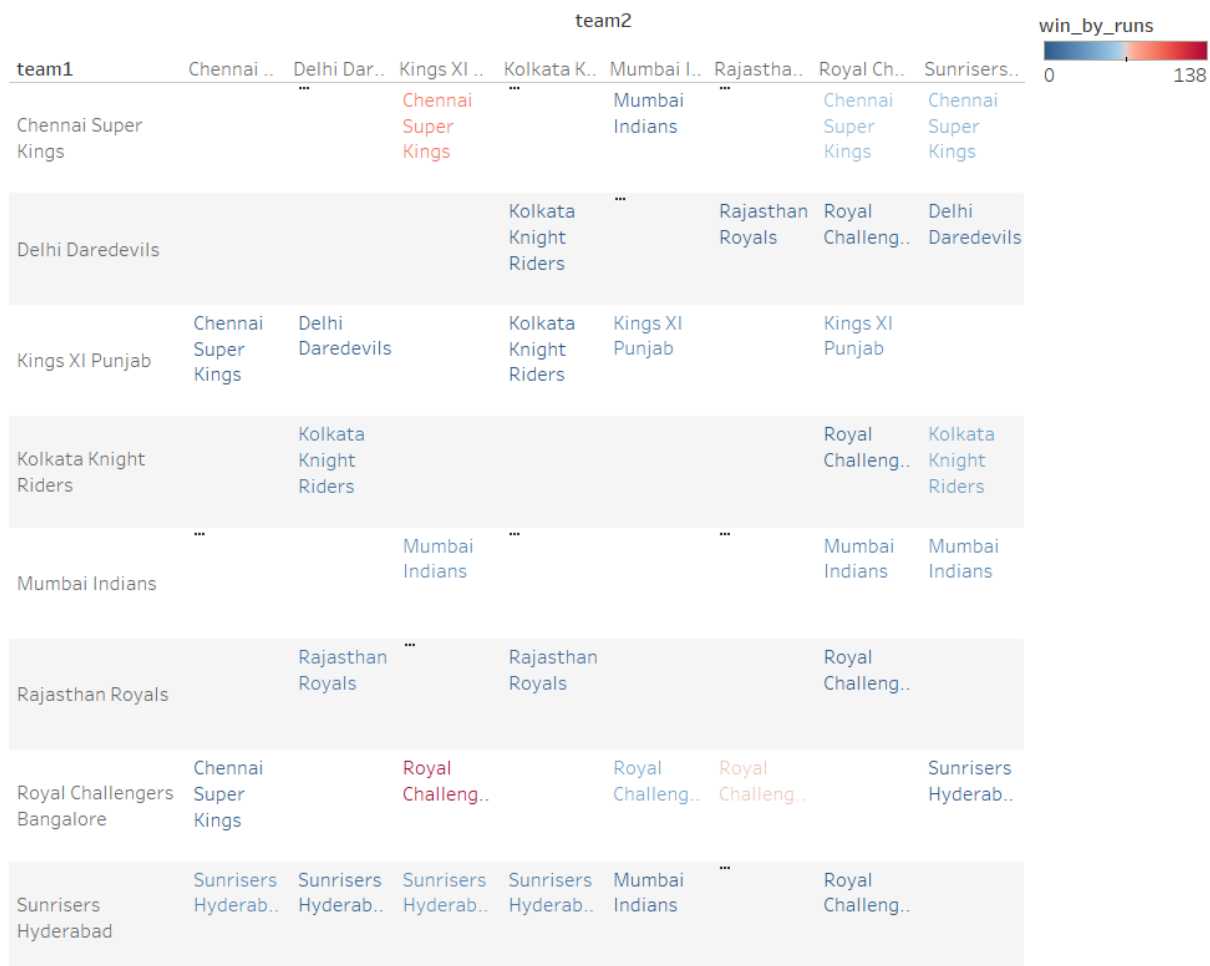 team2
win_by_runs
0 138
team1 Chennai .. Delhi Dar.. Kings XI .. Kolkata K.. Mumbai I.. Rajastha.. Royal Ch.. Sunrisers..
... ... ...
Chennai Mumbai Chennai Chennai
Chennai Super Super Indians Super Super
Kings Kings Kings Kings
...
Kolkata Rajasthan Royal Delhi
Delhi Daredevils Knight Royals Challeng.. Daredevils
Riders
Chennai Delhi Kolkata Kings XI Kings XI
Kings XI Punjab Super Daredevils Knight Punjab Punjab
Kings Riders
Kolkata Royal Kolkata
Kolkata Knight Knight Challeng.. Knight
Riders Riders Riders
... ... ...
Mumbai Mumbai Mumbai
Mumbai Indians Indians Indians Indians
...
Rajasthan Rajasthan Royal
Rajasthan Royals Royals Royals Challeng..
Chennai Royal Royal Royal Sunrisers
Royal Challengers Super Challeng.. Challeng.. Challeng.. Hyderab..
Bangalore Kings
...
Sunrisers Sunrisers Sunrisers Sunrisers Mumbai Royal
Sunrisers Hyderab.. Hyderab.. Hyderab.. Hyderab.. Indians Challeng..
Hyderabad